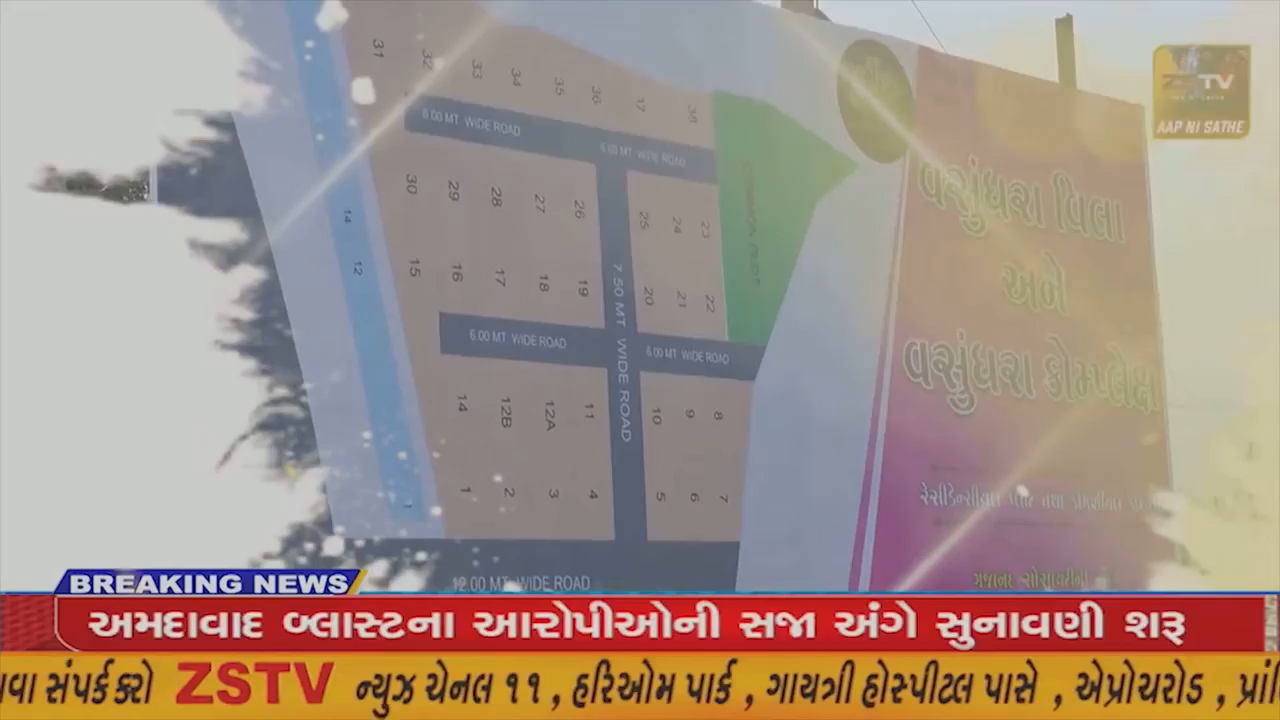 31 32 33 34 35 36 17 38
6.00 MT. WIDE ROAD
6.00 MT. WIDE ROAD
30 29 28 27 26 25 24 23
14
12
15 16 17 18 19 20 21 22
7.50 MT. WIDE ROAD
6.00 MT. WIDE ROAD
6.00 MT. WIDE ROAD
14 12B 12A 11 10 9 8
1 2 3 4 5 6 7
1
12.00 MT. WIDE ROAD
વસુંધરા વિલા
અને
વસુંધરા કોમ્પલેક્ષ
ZSTV
AAP NI SATHE
BREAKING NEWS
અમદાવાદ બ્લાસ્ટના આરોપીઓની સજા અંગે સુનાવણી શરૂ
વા સંપર્ક કરો ZSTV ન્યુઝ ચેનલ ૧૧ , હરિઓમ પાર્ક , ગાયત્રી હોસ્પીટલ પાસે , એપ્રોચરોડ , પ્રાં